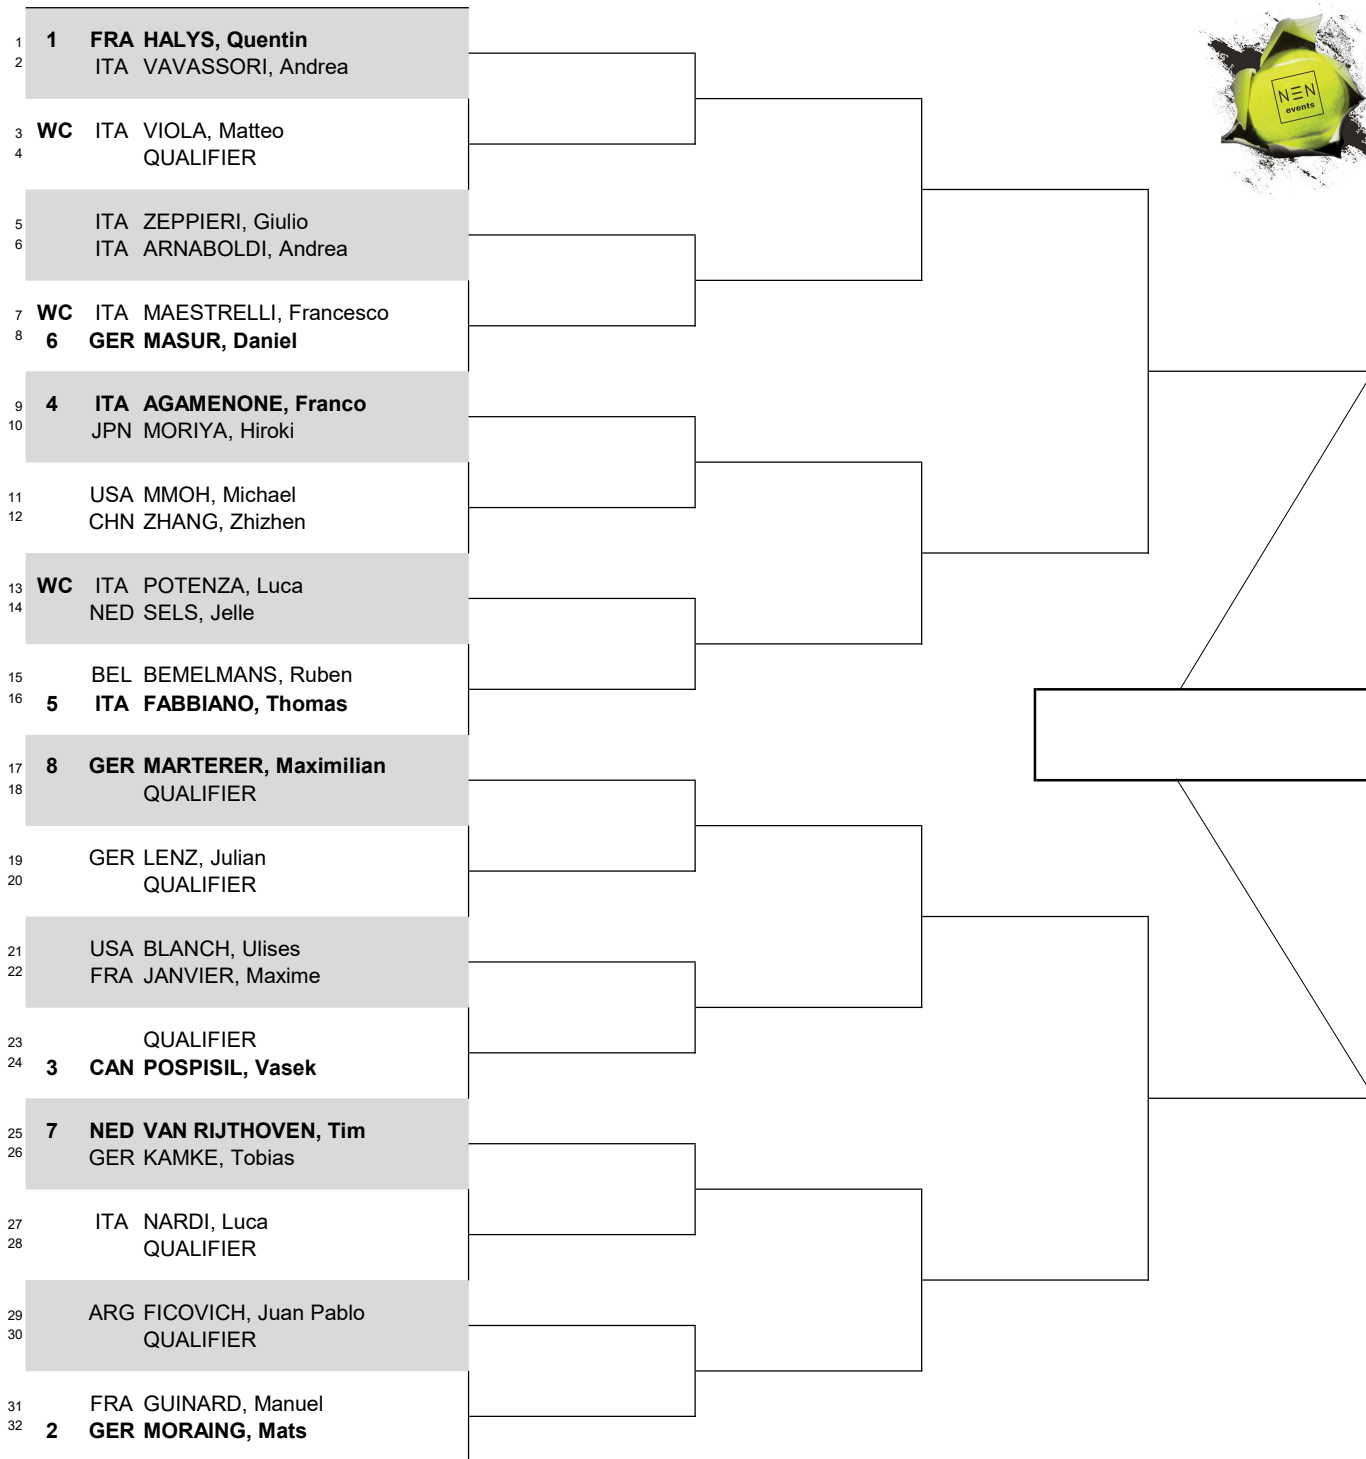 1 1 FRA HALYS, Quentin
2 ITA VAVASSORI, Andrea
3 WC ITA VIOLA, Matteo
4 QUALIFIER
5 ITA ZEPPIERI, Giulio
6 ITA ARNABOLDI, Andrea
7 WC ITA MAESTRELLI, Francesco
8 6 GER MASUR, Daniel
9 4 ITA AGAMENONE, Franco
10 JPN MORIYA, Hiroki
11 USA MMOH, Michael
12 CHN ZHANG, Zhizhen
13 WC ITA POTENZA, Luca
14 NED SELS, Jelle
15 BEL BEMELMANS, Ruben
16 5 ITA FABBIANO, Thomas
17 8 GER MARTERER, Maximilian
18 QUALIFIER
19 GER LENZ, Julian
20 QUALIFIER
21 USA BLANCH, Ulises
22 FRA JANVIER, Maxime
23 QUALIFIER
24 3 CAN POSPISIL, Vasek
25 7 NED VAN RIJTHOVEN, Tim
26 GER KAMKE, Tobias
27 ITA NARDI, Luca
28 QUALIFIER
29 ARG FICOVICH, Juan Pablo
30 QUALIFIER
31 FRA GUINARD, Manuel
32 2 GER MORAING, Mats
NEN
events